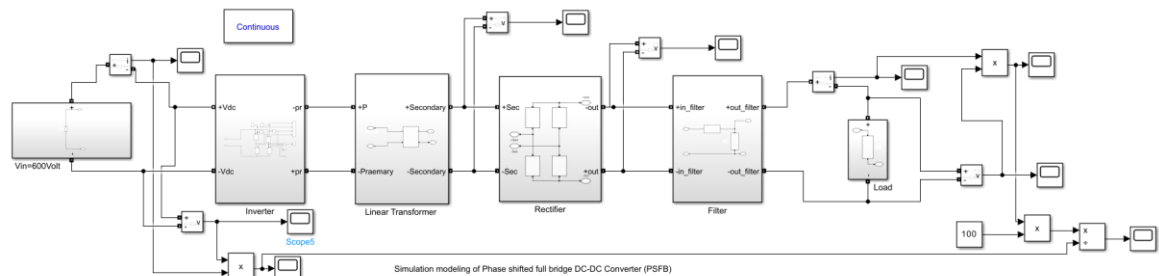 Continuous
+ v
-
+ v
-
+ i
-
+ i
-
x
+Vdc -pr
+P +Secondary
+Sec -out
+in_filter +out_filter
Vin=600Volt
-Vdc +pr
-Praemary -Secondary
-Sec +out
-in_filter -out_filter
Load
+ v
-
Inverter
Linear Transformer
Rectifier
Filter
+ v
-
Scope5
100
x
x
÷
x
Simulation modeling of Phase shifted full bridge DC-DC Converter (PSFB)